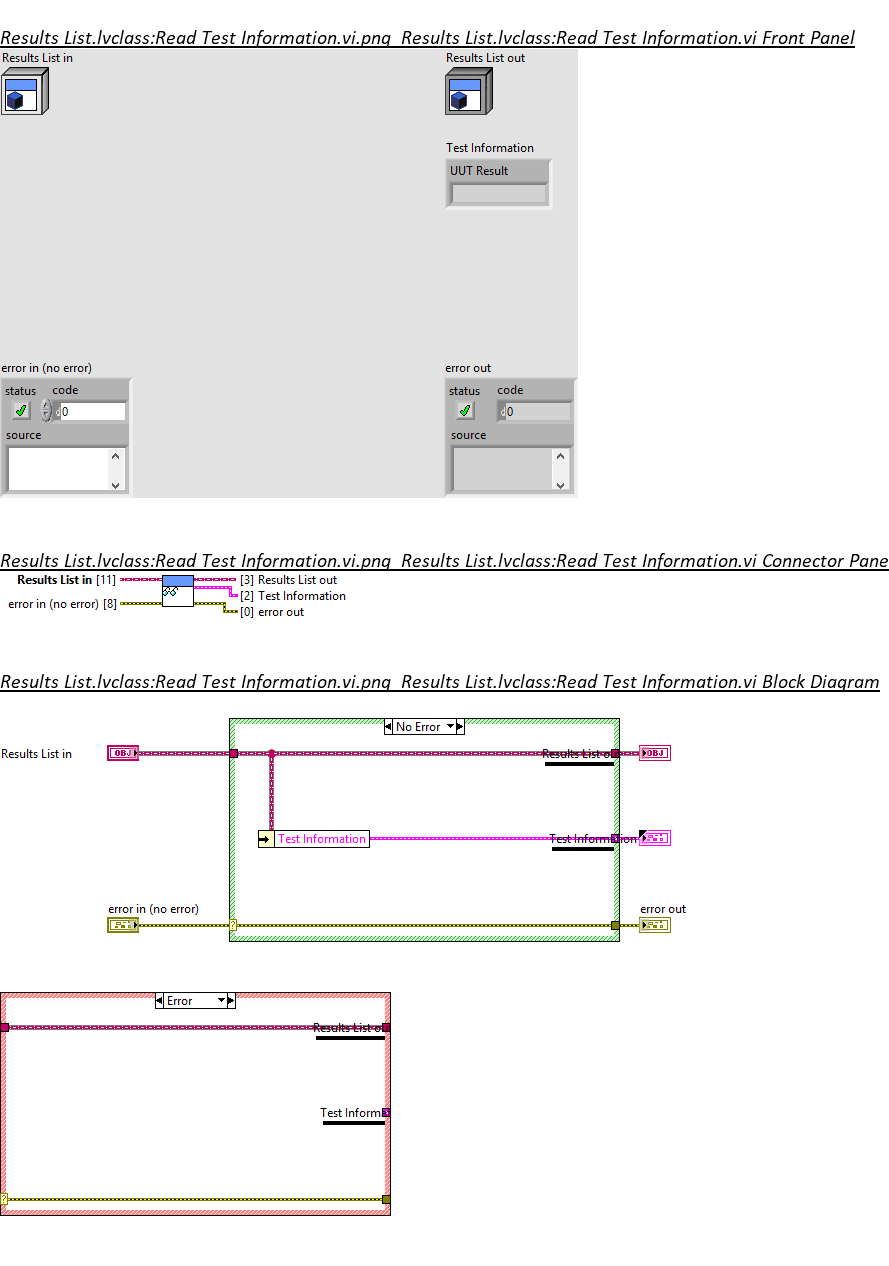 Results List.lvclass:Read Test Information.vi.png  Results List.lvclass:Read Test Information.vi Front Panel
Results List in
Results List out
Test Information
UUT Result
error in (no error)
error out
status code
d 0
source
status code
d 0
source
Results List.lvclass:Read Test Information.vi.png  Results List.lvclass:Read Test Information.vi Connector Pane
Results List in [11]
[3] Results List out
[2] Test Information
error in (no error) [8]
[0] error out
Results List.lvclass:Read Test Information.vi.png  Results List.lvclass:Read Test Information.vi Block Diagram
No Error
Results List in
OBJ
Results List o
OBJ
Test Information
Test Information
error in (no error)
error out
?
Error
Results List o
Test Informa
?